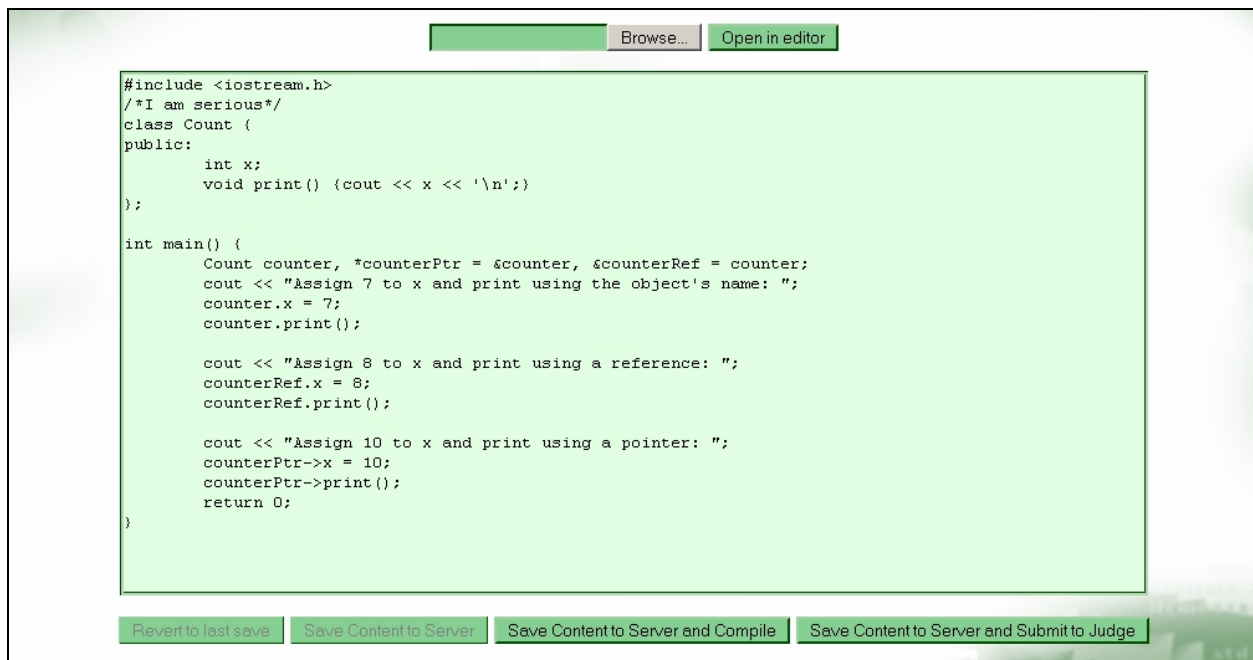 Browse... Open in editor
#include <iostream.h>
/*I am serious*/
class Count {
public:
int x;
void print() {cout << x << '\n';}
};
int main() {
Count counter, *counterPtr = &counter, &counterRef = counter;
cout << "Assign 7 to x and print using the object's name: ";
counter.x = 7;
counter.print();
cout << "Assign 8 to x and print using a reference: ";
counterRef.x = 8;
counterRef.print();
cout << "Assign 10 to x and print using a pointer: ";
counterPtr->x = 10;
counterPtr->print();
return 0;
}
Revert to last save Save Content to Server Save Content to Server and Compile Save Content to Server and Submit to Judge